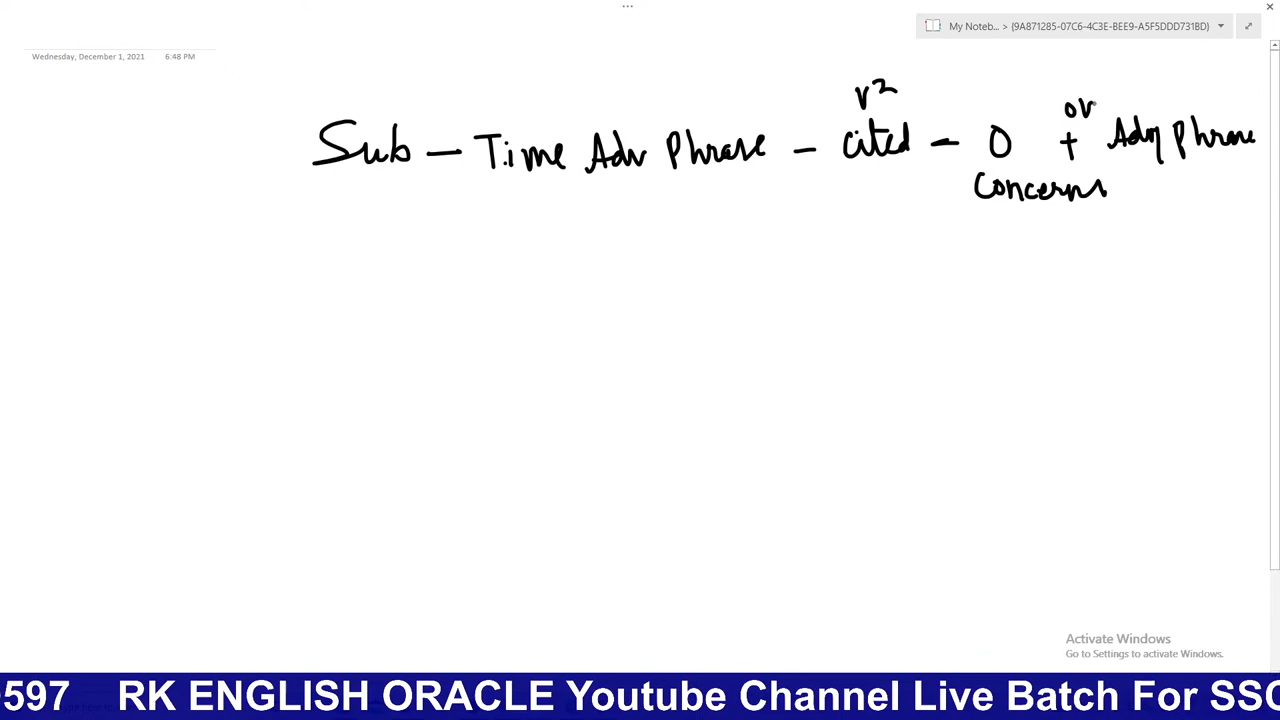 My Noteb... > {9A871285-07C6-4C3E-BEE9-A5F5DDD731BD}
Wednesday, December 1, 2021 6:48 PM
V2
Sub - Time Adv Phrase - cited - O + Adj Phrase
Concerns
Activate Windows
Go to Settings to activate Windows.
597 RK ENGLISH ORACLE Youtube Channel Live Batch For SSC